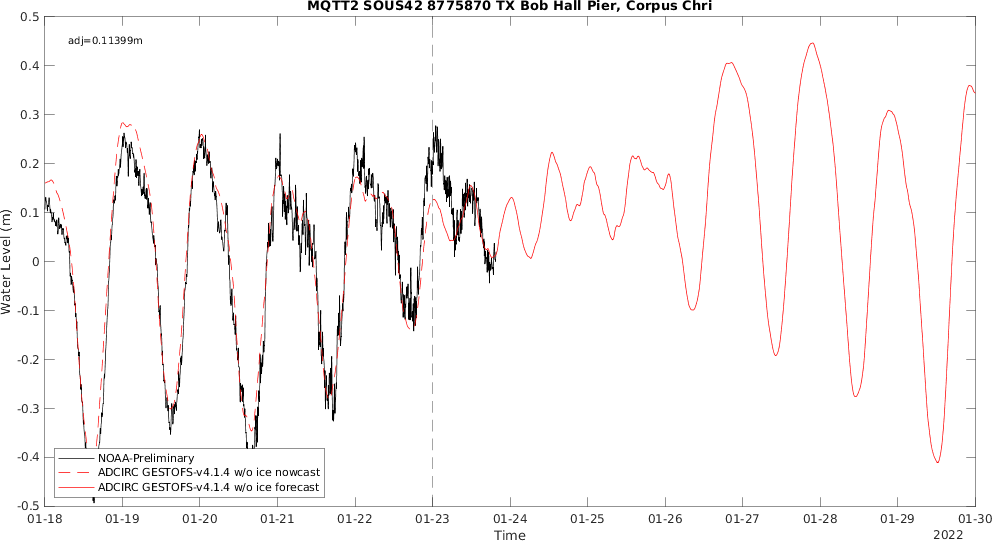 MQTT2 SOUS42 8775870 TX Bob Hall Pier, Corpus Chri
adj=0.11399m
0.5
0.4
0.3
0.2
0.1
0
-0.1
-0.2
-0.3
-0.4
-0.5
Water Level (m)
NOAA-Preliminary
ADCIRC GESTOFS-v4.1.4 w/o ice nowcast
ADCIRC GESTOFS-v4.1.4 w/o ice forecast
01-18 01-19 01-20 01-21 01-22 01-23 01-24 01-25 01-26 01-27 01-28 01-29 01-30
Time
2022